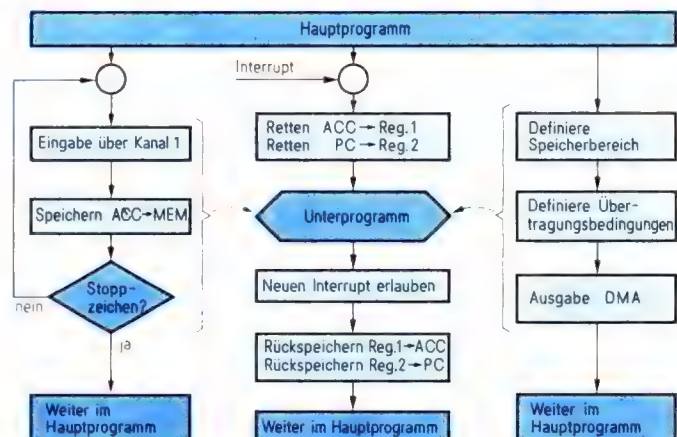 Hauptprogramm
Eingabe über Kanal 1
Speichern ACC→MEM
Stopp-
zeichen?
nein
ja
Weiter im
Hauptprogramm
Interrupt
Retten ACC→Reg.1
Retten PC→Reg.2
Unterprogramm
Neuen Interrupt erlauben
Rückspeichern Reg.1→ACC
Rückspeichern Reg.2→PC
Weiter im Hauptprogramm
Definiere
Speicherbereich
Definiere Über-
tragungsbedingungen
Ausgabe DMA
Weiter im
Hauptprogramm